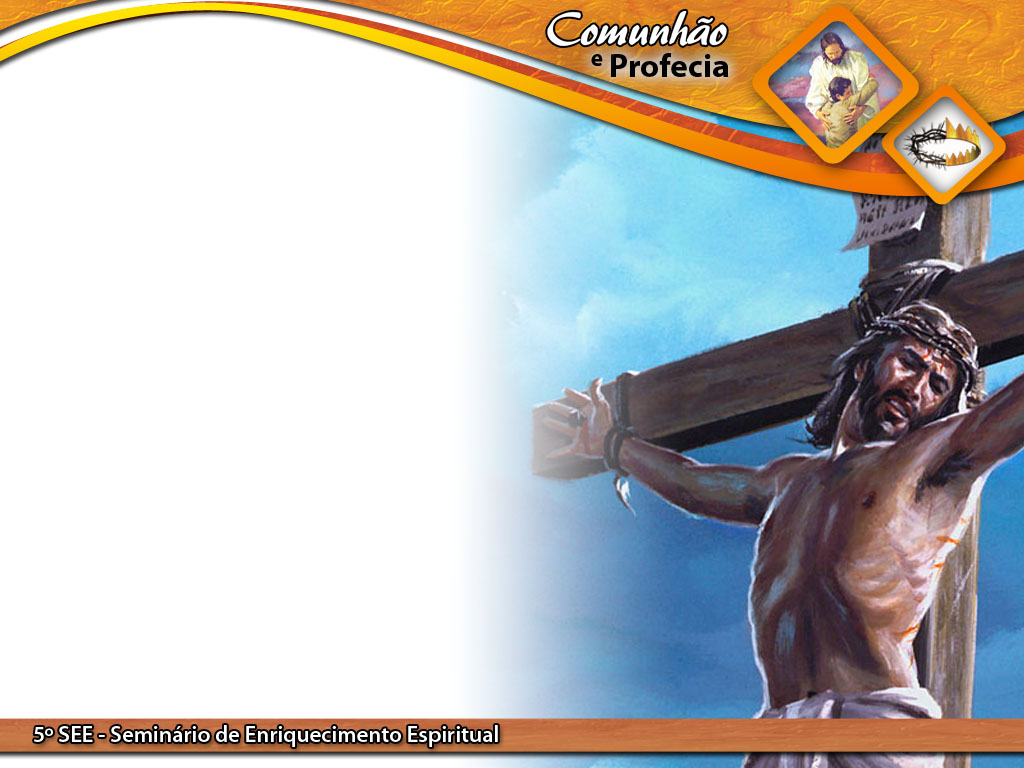 Comunhão
e Profecia
5º SEE - Seminário de Enriquecimento Espiritual